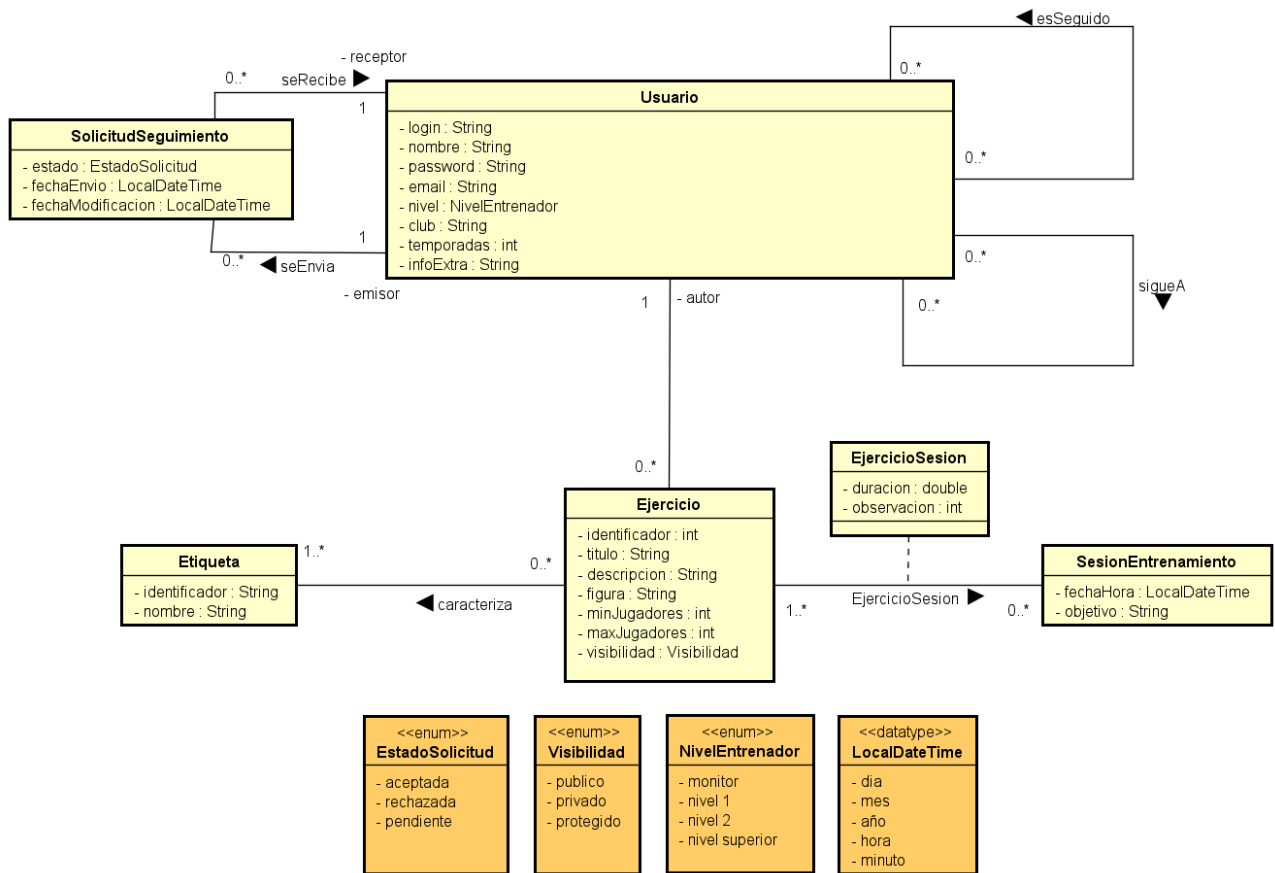 esSeguido
- receptor
0..*
seRecibe
0..*
1
Usuario
- login : String
- nombre : String
- password : String
- email : String
- nivel : NivelEntrenador
- club : String
- temporadas : int
- infoExtra : String
SolicitudSeguimiento
- estado : EstadoSolicitud
- fechaEnvio : LocalDateTime
- fechaModificacion : LocalDateTime
0..*
1
0..*
seEnvia
- emisor
0..*
sigueA
0..*
1
- autor
0..*
EjercicioSesion
- duracion : double
- observacion : int
Ejercicio
- identificador : int
- titulo : String
- descripcion : String
- figura : String
- minJugadores : int
- maxJugadores : int
- visibilidad : Visibilidad
Etiqueta
- identificador : String
- nombre : String
1..*
0..*
caracteriza
1..*
EjercicioSesion
0..*
SesionEntrenamiento
- fechaHora : LocalDateTime
- objetivo : String
<<enum>>
EstadoSolicitud
- aceptada
- rechazada
- pendiente
<<enum>>
Visibilidad
- publico
- privado
- protegido
<<enum>>
NivelEntrenador
- monitor
- nivel 1
- nivel 2
- nivel superior
<<datatype>>
LocalDateTime
- dia
- mes
- año
- hora
- minuto